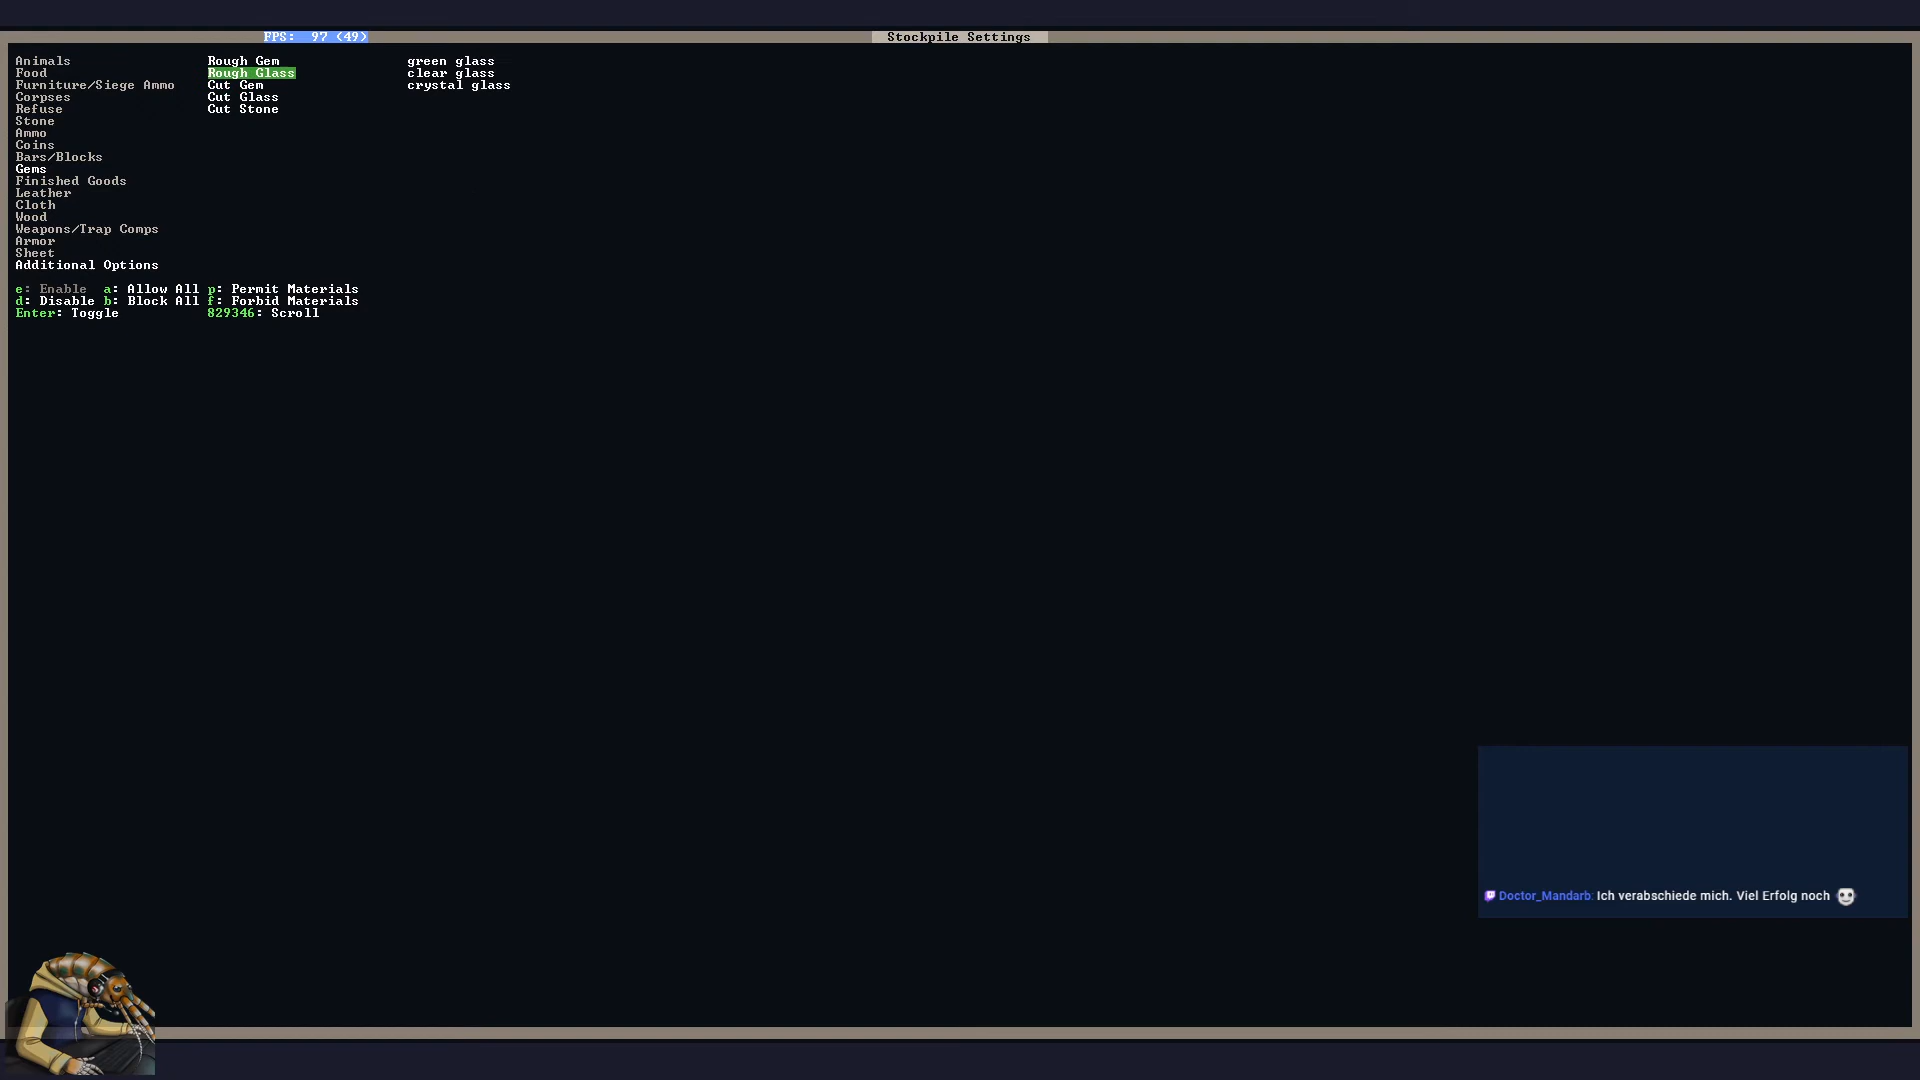 FPS: 97 (49)
Stockpile Settings
Animals
Food
Furniture/Siege Ammo
Corpses
Refuse
Stone
Ammo
Coins
Bars/Blocks
Gems
Finished Goods
Leather
Cloth
Wood
Weapons/Trap Comps
Armor
Sheet
Additional Options
Rough Gem
Rough Glass
Cut Gem
Cut Glass
Cut Stone
green glass
clear glass
crystal glass
e: Enable a: Allow All p: Permit Materials
d: Disable b: Block All f: Forbid Materials
Enter: Toggle 829346: Scroll
Doctor_Mandarb: Ich verabschiede mich. Viel Erfolg noch